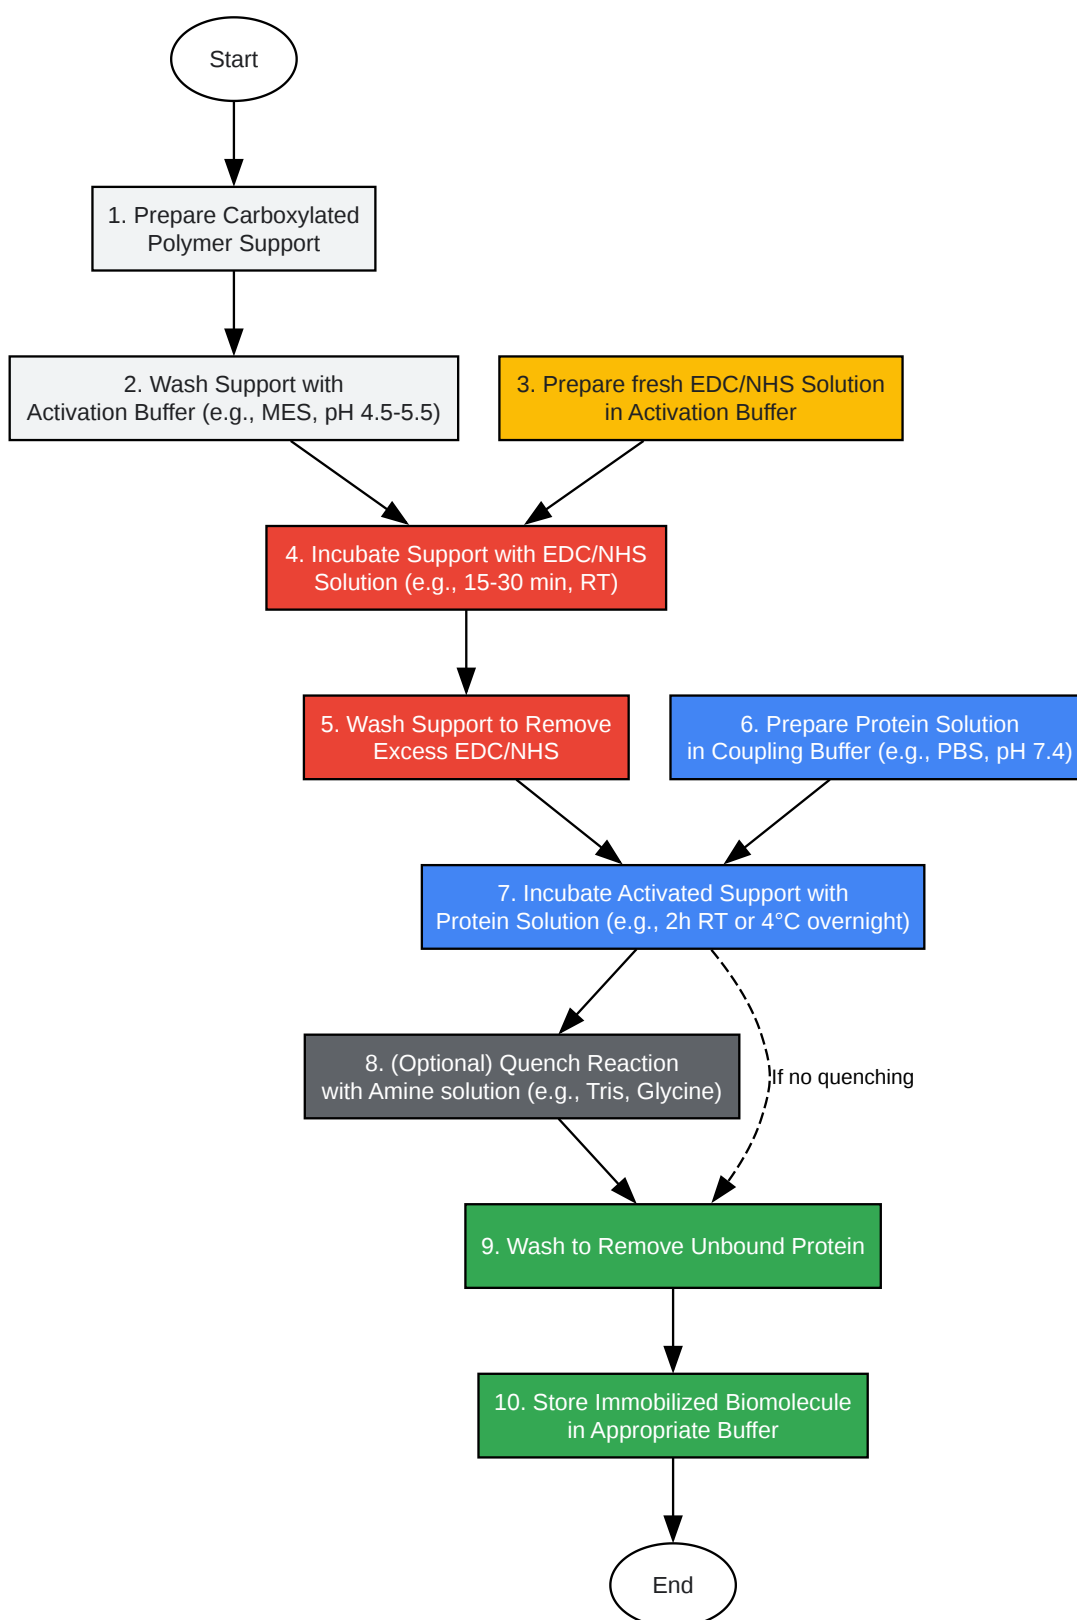 Start
1. Prepare Carboxylated
Polymer Support
2. Wash Support with
Activation Buffer (e.g., MES, pH 4.5-5.5)
3. Prepare fresh EDC/NHS Solution
in Activation Buffer
4. Incubate Support with EDC/NHS
Solution (e.g., 15-30 min, RT)
5. Wash Support to Remove
Excess EDC/NHS
6. Prepare Protein Solution
in Coupling Buffer (e.g., PBS, pH 7.4)
7. Incubate Activated Support with
Protein Solution (e.g., 2h RT or 4°C overnight)
8. (Optional) Quench Reaction
with Amine solution (e.g., Tris, Glycine)
If no quenching
9. Wash to Remove Unbound Protein
10. Store Immobilized Biomolecule
in Appropriate Buffer
End